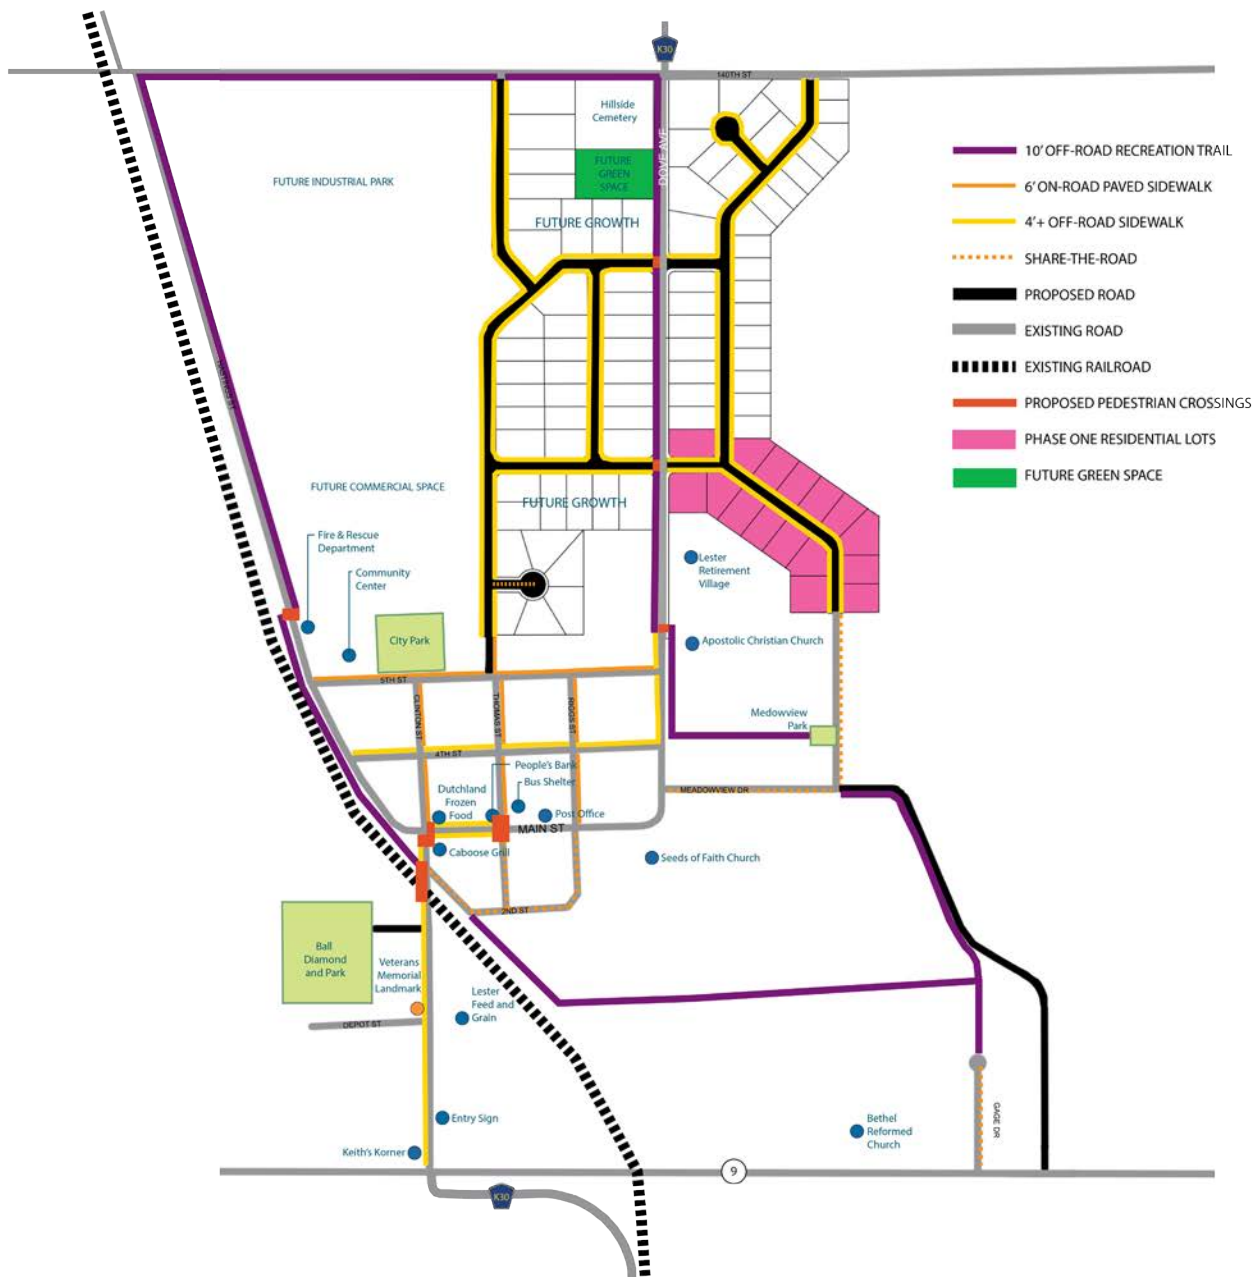 K30
140TH ST
Hillside
Cemetery
DOVE AVE
FUTURE
GREEN
SPACE
FUTURE INDUSTRIAL PARK
FUTURE GROWTH
10' OFF-ROAD RECREATION TRAIL
6' ON-ROAD PAVED SIDEWALK
4'+ OFF-ROAD SIDEWALK
SHARE-THE-ROAD
PROPOSED ROAD
EXISTING ROAD
EXISTING RAILROAD
PROPOSED PEDESTRIAN CROSSINGS
PHASE ONE RESIDENTIAL LOTS
FUTURE GREEN SPACE
FUTURE COMMERCIAL SPACE
FUTURE GROWTH
Fire & Rescue
Department
Community
Center
City Park
Lester
Retirement
Village
Apostolic Christian Church
5TH ST
CLINTON ST
THOMAS ST
RIGGS ST
Medowview
Park
4TH ST
People's Bank
Bus Shelter
Dutchland
Frozen
Food
Post Office
MEADOWVIEW DR
MAIN ST
Caboose Grill
Seeds of Faith Church
2ND ST
Ball
Diamond
and Park
Veterans
Memorial
Landmark
Lester
Feed and
Grain
DEPOT ST
Entry Sign
Keith's Korner
Bethel
Reformed
Church
GAGE DR
9
K30